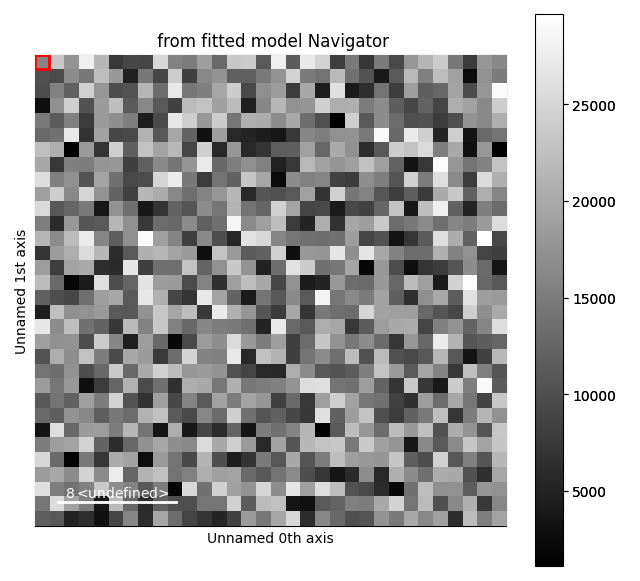 from fitted model Navigator
25000
20000
15000
10000
5000
Unnamed 1st axis
8 <undefined>
Unnamed 0th axis